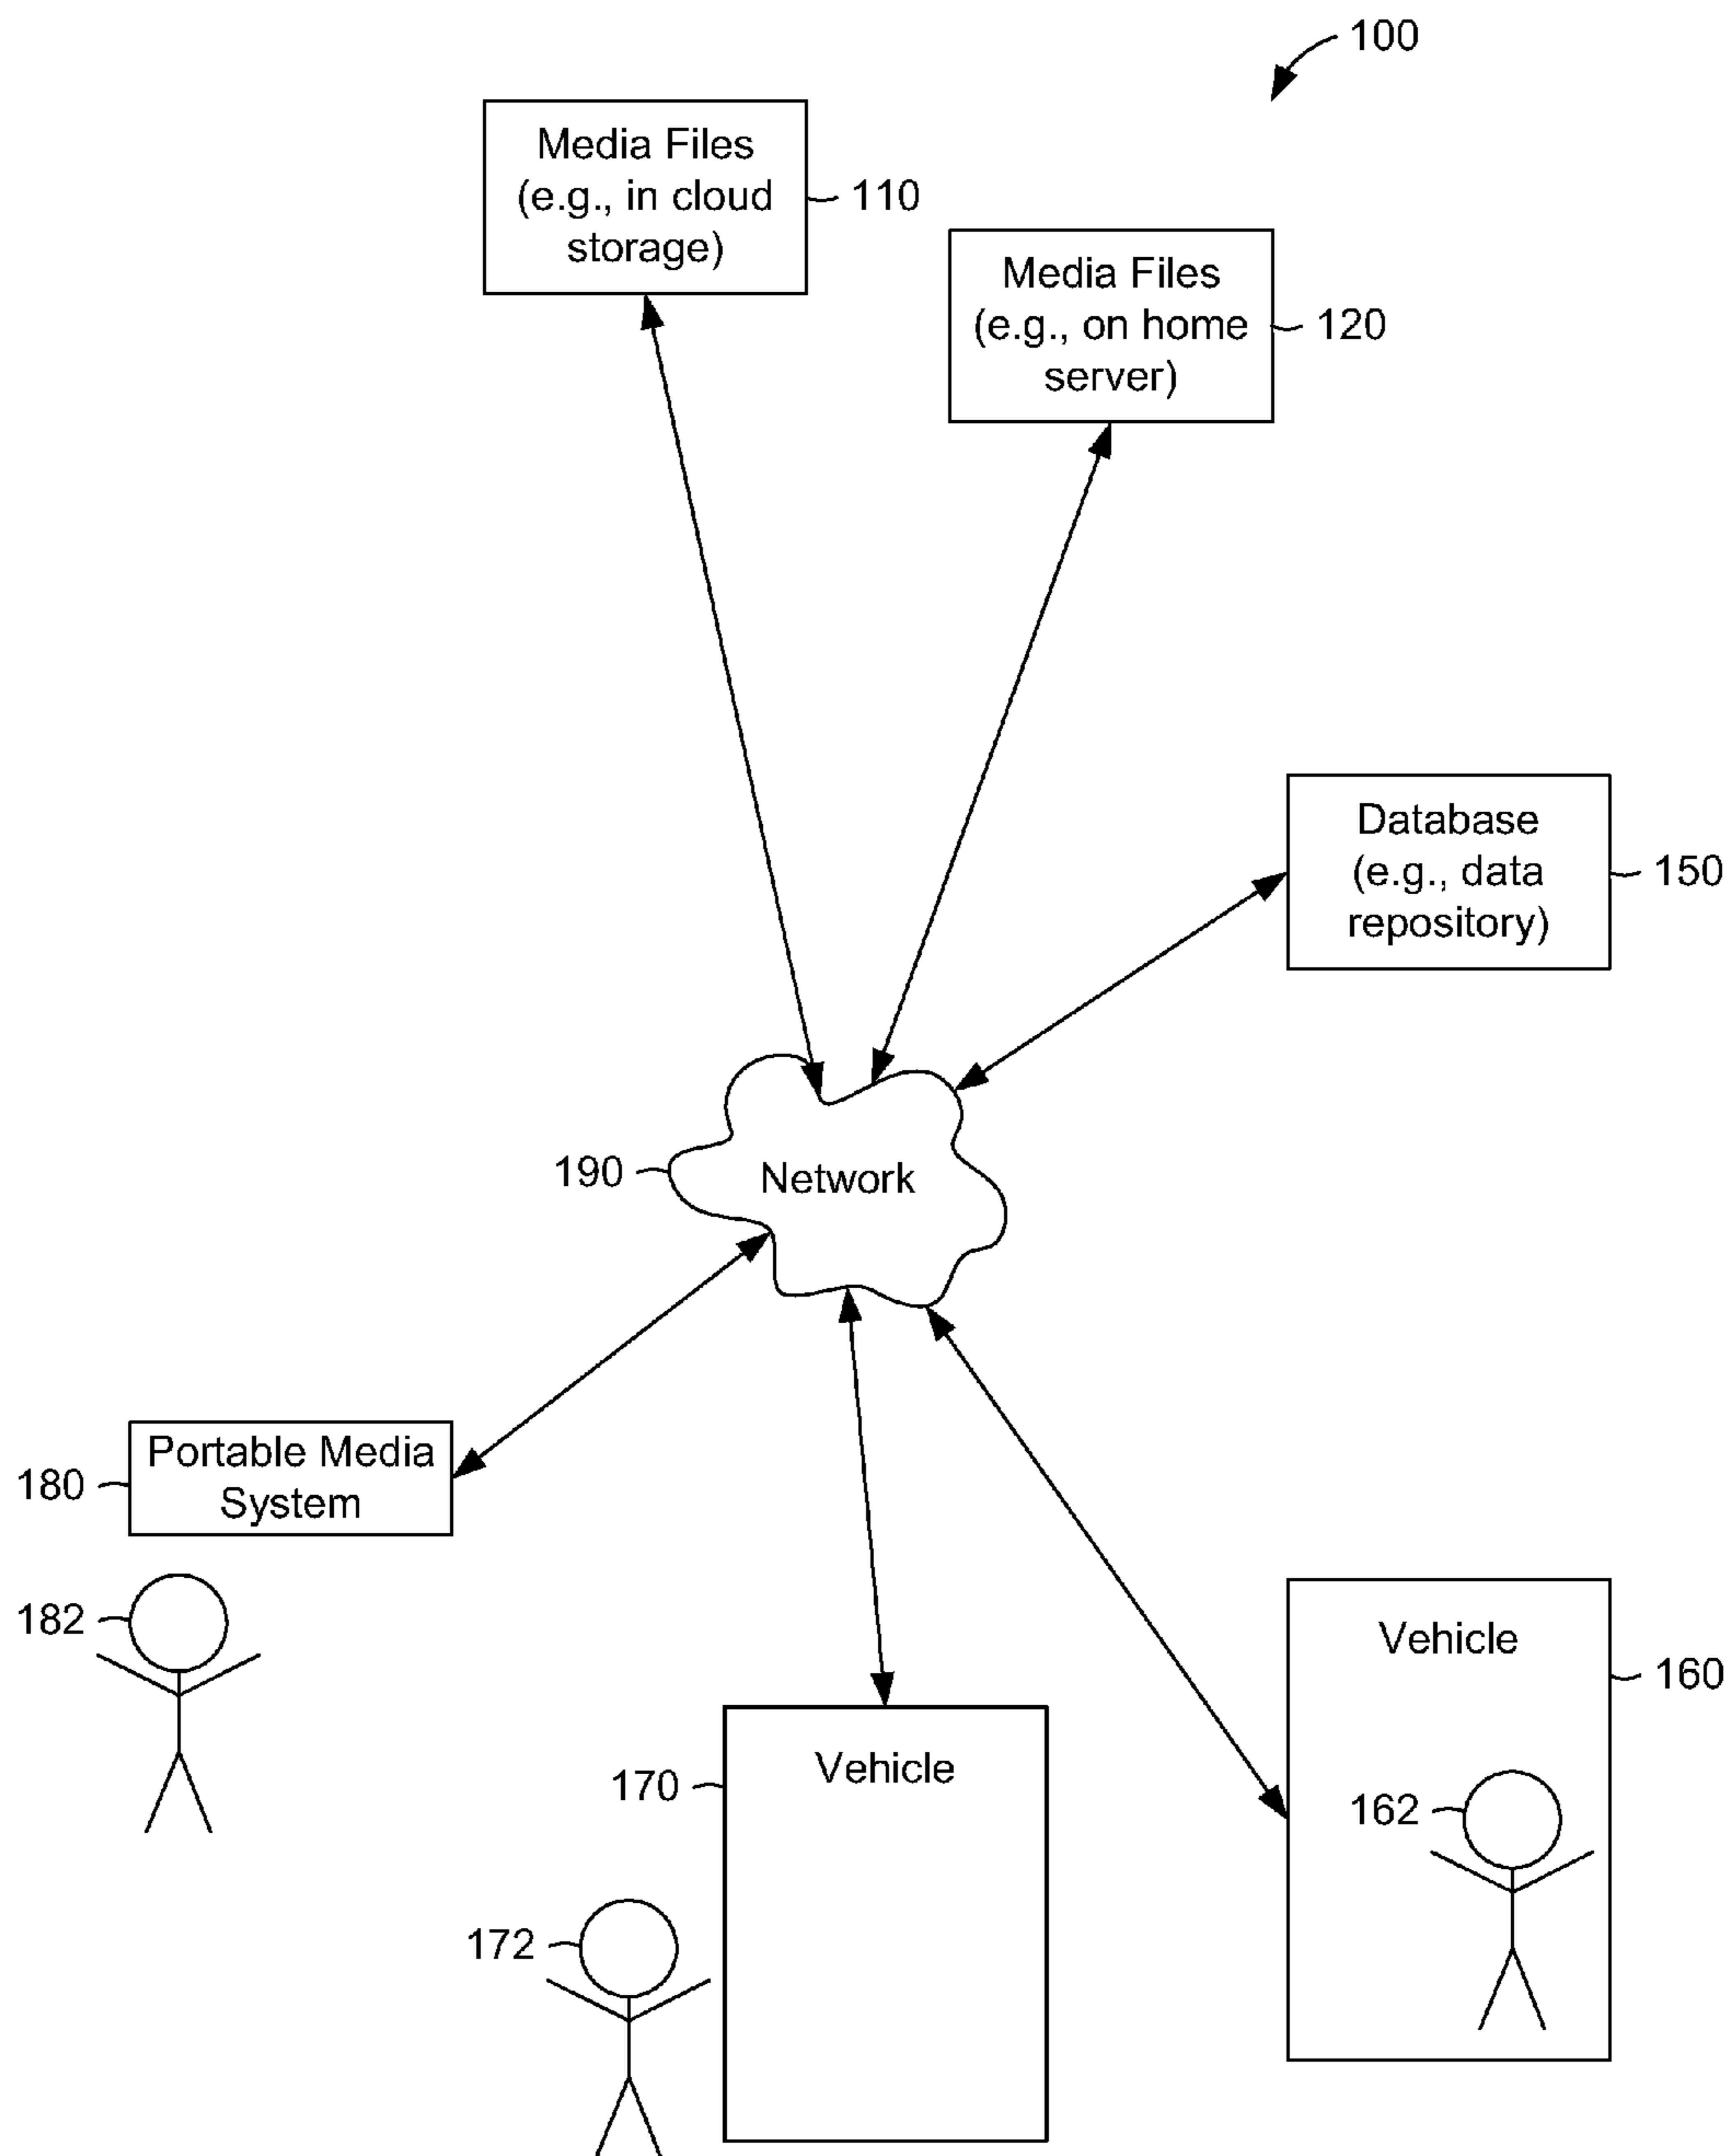 100
Media Files
(e.g., in cloud
storage)
110
Media Files
(e.g., on home
server)
120
Database
(e.g., data
repository)
150
190
Network
Portable Media
System
180
182
Vehicle
160
162
Vehicle
170
172